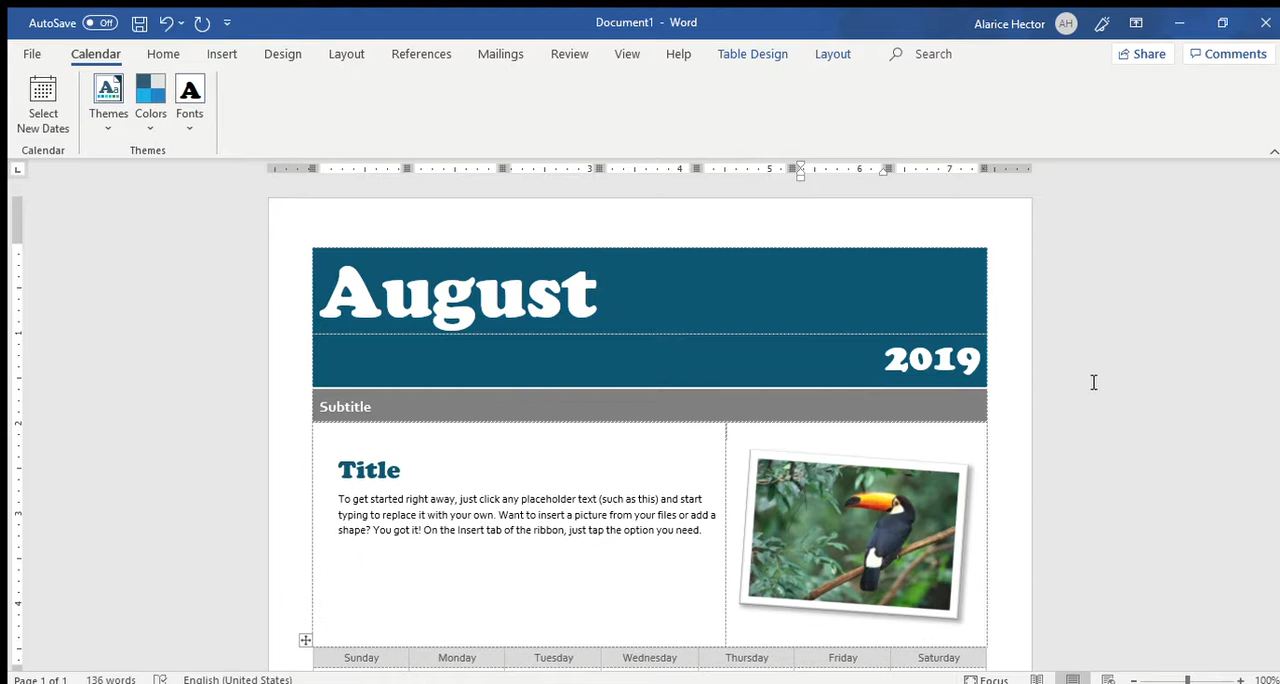 AutoSave Off Document1 - Word Alarice Hector AH
File Calendar Home Insert Design Layout References Mailings Review View Help Table Design Layout Search Share Comments
Select New Dates
Themes Colors Fonts
Calendar Themes
3 4 5 6 7
August
2019
Subtitle
Title
To get started right away, just click any placeholder text (such as this) and start
typing to replace it with your own. Want to insert a picture from your files or add a
shape? You got it! On the Insert tab of the ribbon, just tap the option you need.
Sunday Monday Tuesday Wednesday Thursday Friday Saturday
Page 1 of 1 136 words English (United States) Focus 100%